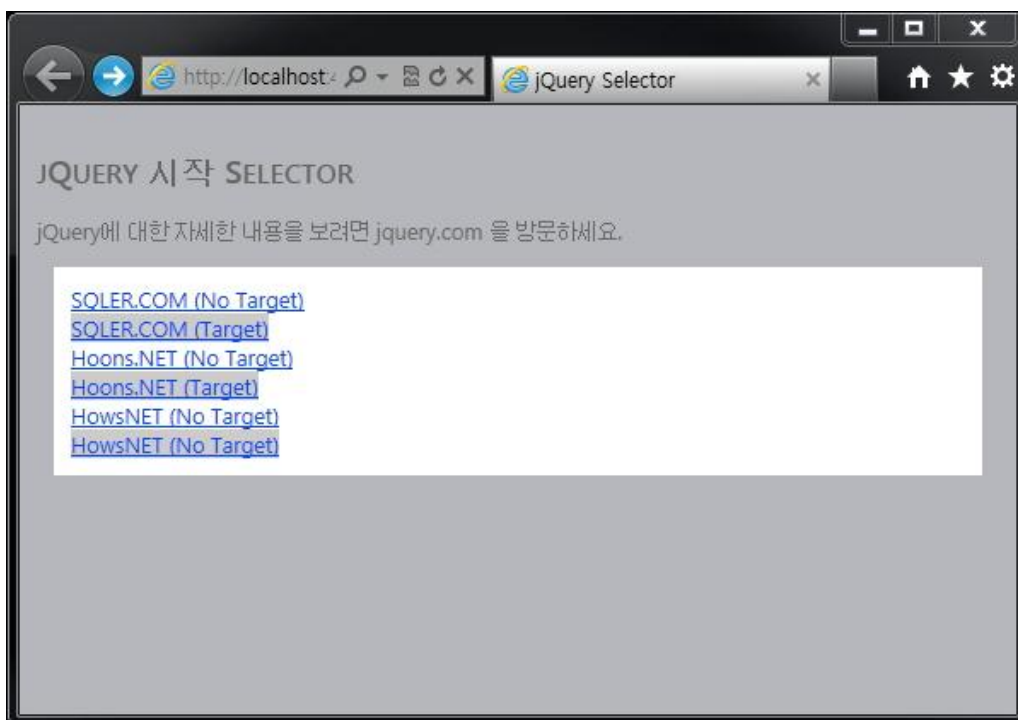 http://localhost:
jQuery Selector
JQUERY 시작 SELECTOR
jQuery에 대한 자세한 내용을 보려면 jquery.com 을 방문하세요.
SQLER.COM (No Target)
SQLER.COM (Target)
Hoons.NET (No Target)
Hoons.NET (Target)
HowsNET (No Target)
HowsNET (No Target)